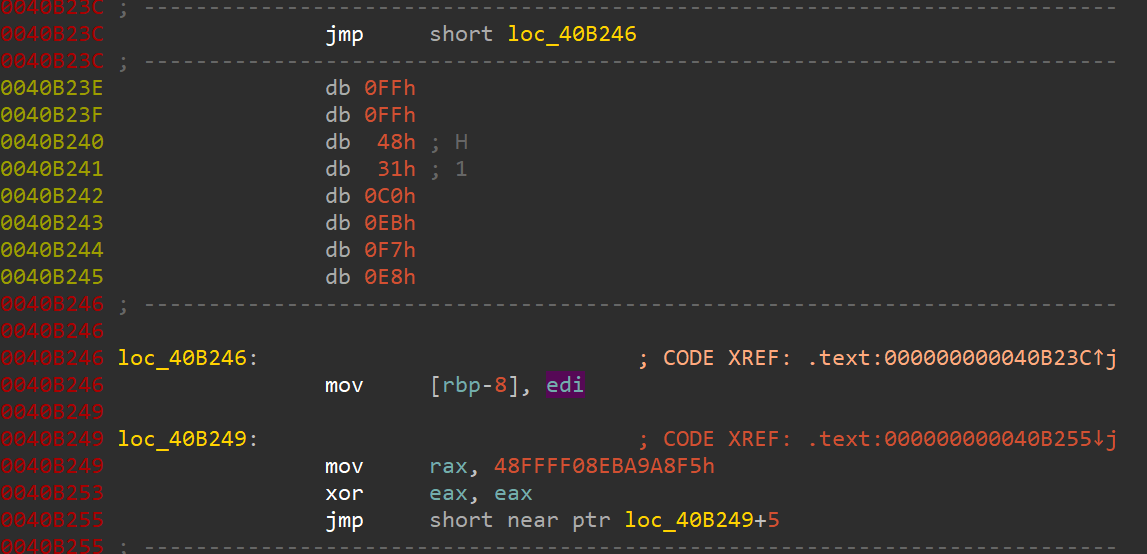 0040B23C ; ---------------------------------------------------------------------------
0040B23C                 jmp     short loc_40B246
0040B23C ; ---------------------------------------------------------------------------
0040B23E                 db 0FFh
0040B23F                 db 0FFh
0040B240                 db  48h ; H
0040B241                 db  31h ; 1
0040B242                 db 0C0h
0040B243                 db 0EBh
0040B244                 db 0F7h
0040B245                 db 0E8h
0040B246 ; ---------------------------------------------------------------------------
0040B246
0040B246 loc_40B246:                             ; CODE XREF: .text:000000000040B23C↑j
0040B246                 mov     [rbp-8], edi
0040B249
0040B249 loc_40B249:                             ; CODE XREF: .text:000000000040B255↓j
0040B249                 mov     rax, 48FFFF08EBA9A8F5h
0040B253                 xor     eax, eax
0040B255                 jmp     short near ptr loc_40B249+5
0040B255 ; ---------------------------------------------------------------------------